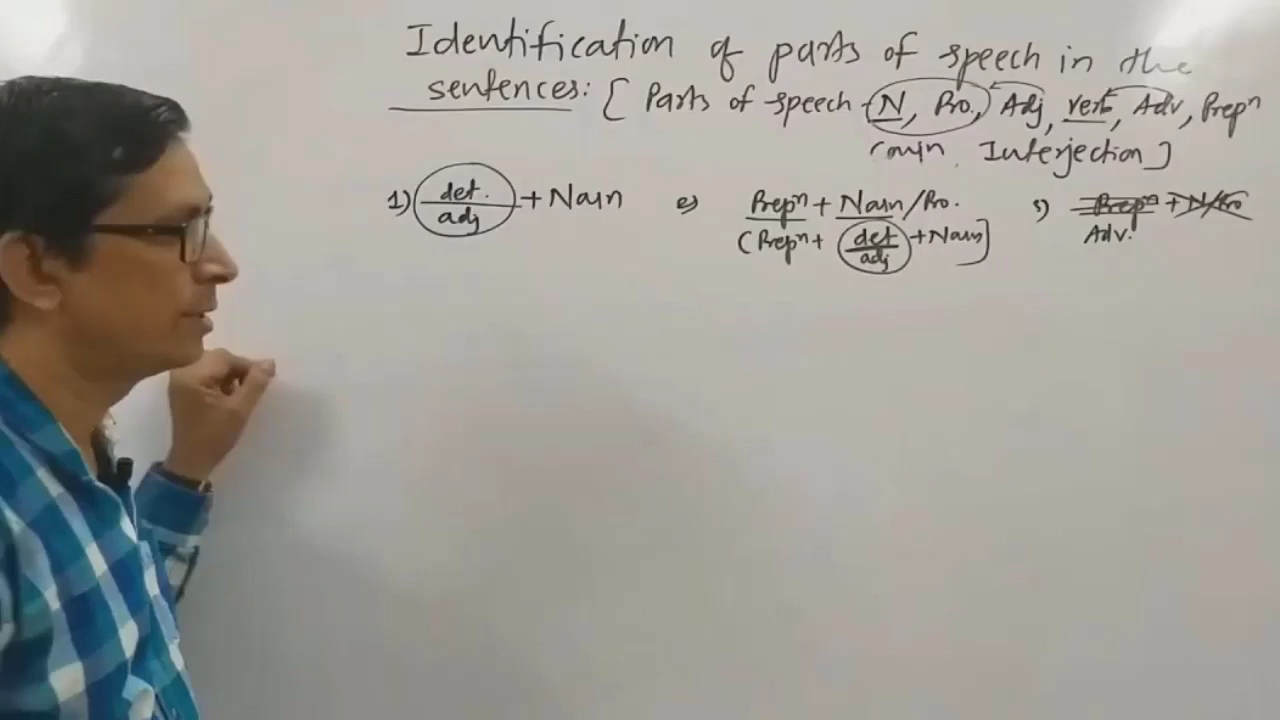 Identification of parts of speech in the
sentences: [ Parts of speech - N, Pro., Adj, verb, Adv, Prepⁿ
Conjn. Interjection ]
1) det. / adj + Noun
2) Prepⁿ + Noun / Pro.
( Prepⁿ + det / adj + Noun ]
3) Prepⁿ + N/Pro
Adv.